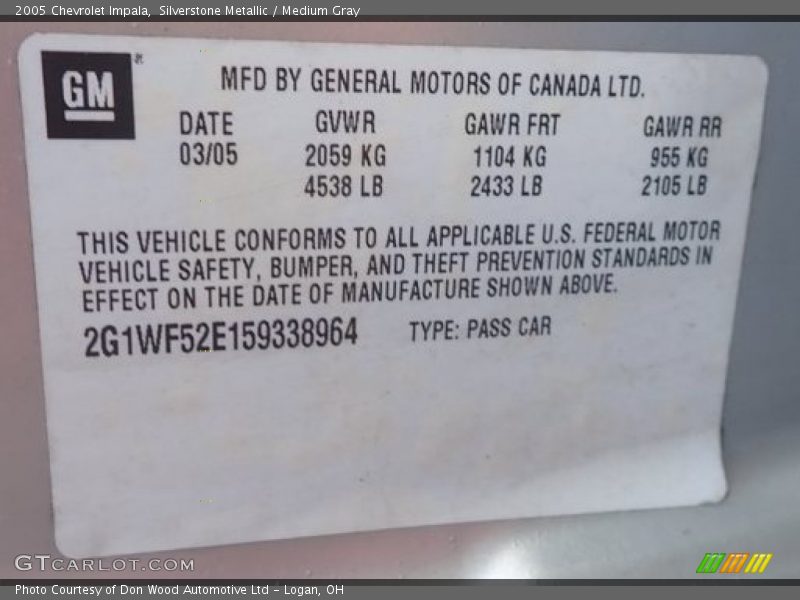 2005 Chevrolet Impala, Silverstone Metallic / Medium Gray
GM ®
MFD BY GENERAL MOTORS OF CANADA LTD.
DATE GVWR GAWR FRT GAWR RR
03/05 2059 KG 1104 KG 955 KG
4538 LB 2433 LB 2105 LB
THIS VEHICLE CONFORMS TO ALL APPLICABLE U.S. FEDERAL MOTOR
VEHICLE SAFETY, BUMPER, AND THEFT PREVENTION STANDARDS IN
EFFECT ON THE DATE OF MANUFACTURE SHOWN ABOVE.
2G1WF52E159338964 TYPE: PASS CAR
GTCARLOT.COM
Photo Courtesy of Don Wood Automotive Ltd - Logan, OH